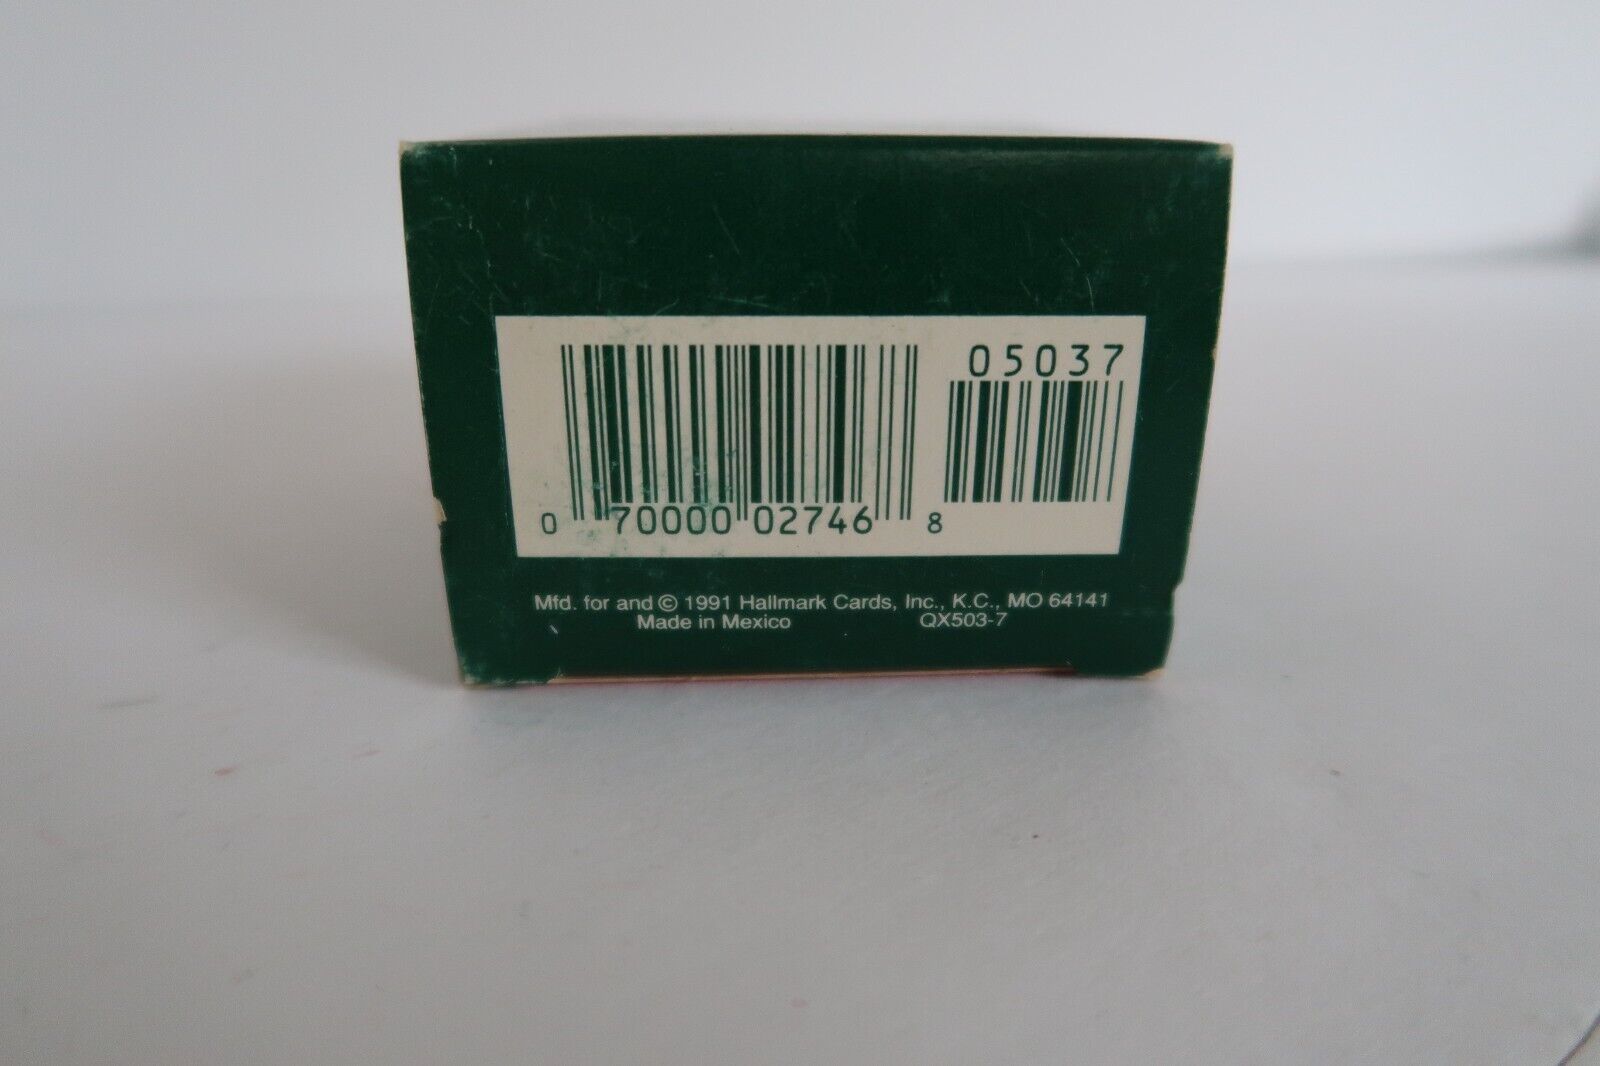 05037
0 70000 02746 8
Mfd. for and © 1991 Hallmark Cards, Inc., K.C., MO 64141
Made in Mexico QX503-7